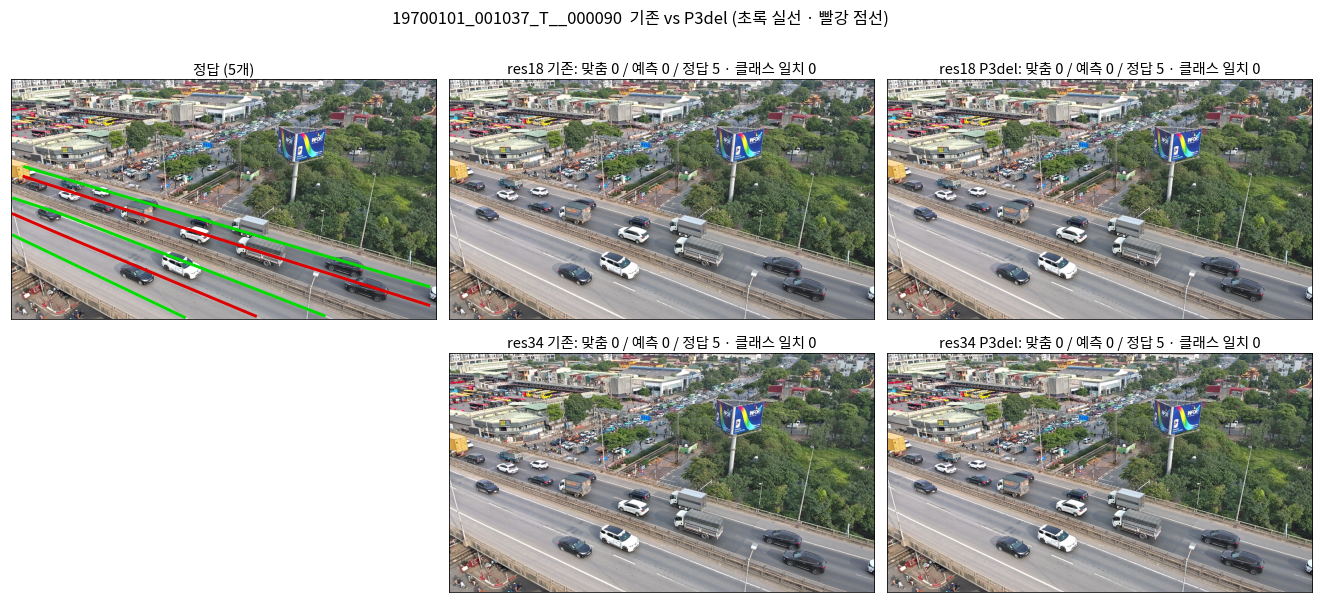 19700101_001037_T__000090 기존 vs P3del (초록 실선 · 빨강 점선)
정답 (5개)
res18 기존: 맞춤 0 / 예측 0 / 정답 5 · 클래스 일치 0
res18 P3del: 맞춤 0 / 예측 0 / 정답 5 · 클래스 일치 0
res34 기존: 맞춤 0 / 예측 0 / 정답 5 · 클래스 일치 0
res34 P3del: 맞춤 0 / 예측 0 / 정답 5 · 클래스 일치 0